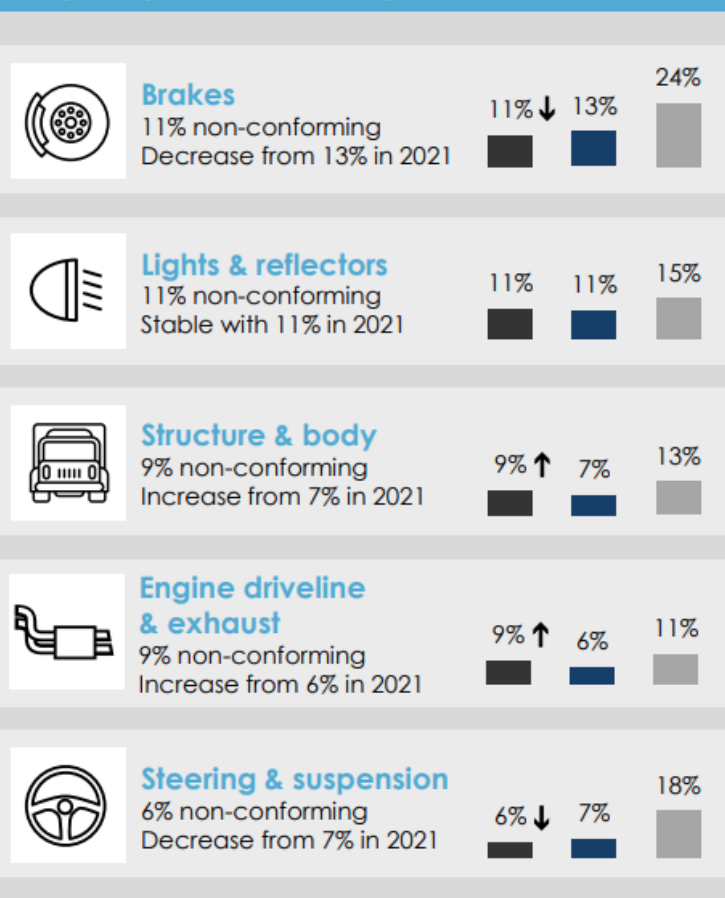 Brakes
11% non-conforming
Decrease from 13% in 2021
11% ↓ 13% 24%
Lights & reflectors
11% non-conforming
Stable with 11% in 2021
11% 11% 15%
Structure & body
9% non-conforming
Increase from 7% in 2021
9% ↑ 7% 13%
Engine driveline
& exhaust
9% non-conforming
Increase from 6% in 2021
9% ↑ 6% 11%
Steering & suspension
6% non-conforming
Decrease from 7% in 2021
6% ↓ 7% 18%